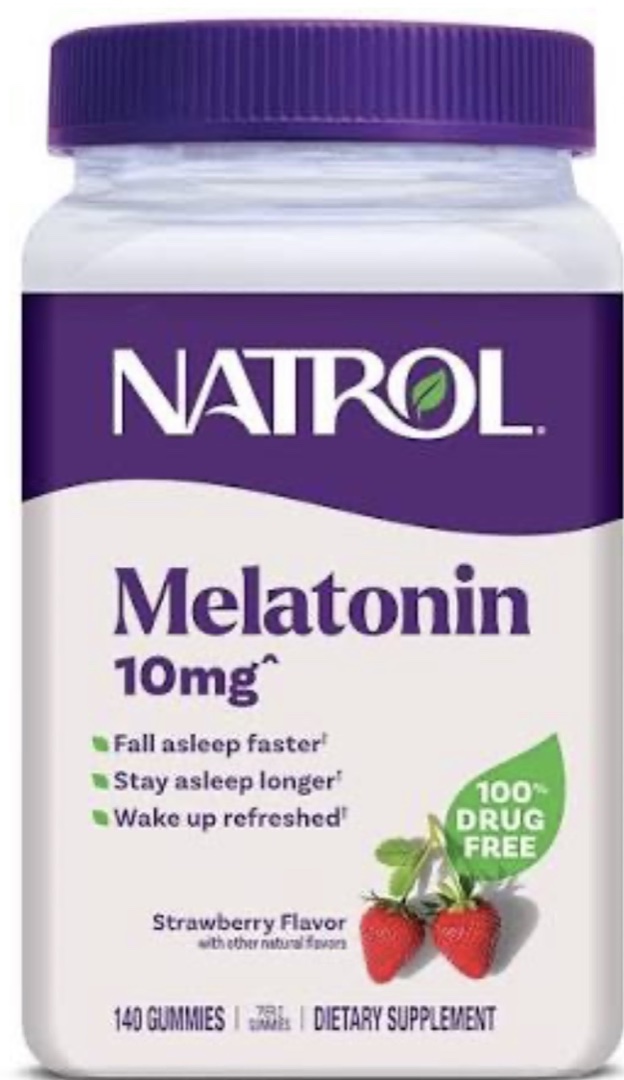 NATROL.
Melatonin
10mg^
Fall asleep faster†
Stay asleep longer†
Wake up refreshed†
100%
DRUG
FREE
Strawberry Flavor
with other natural flavors
140 GUMMIES | GUMMIES | DIETARY SUPPLEMENT